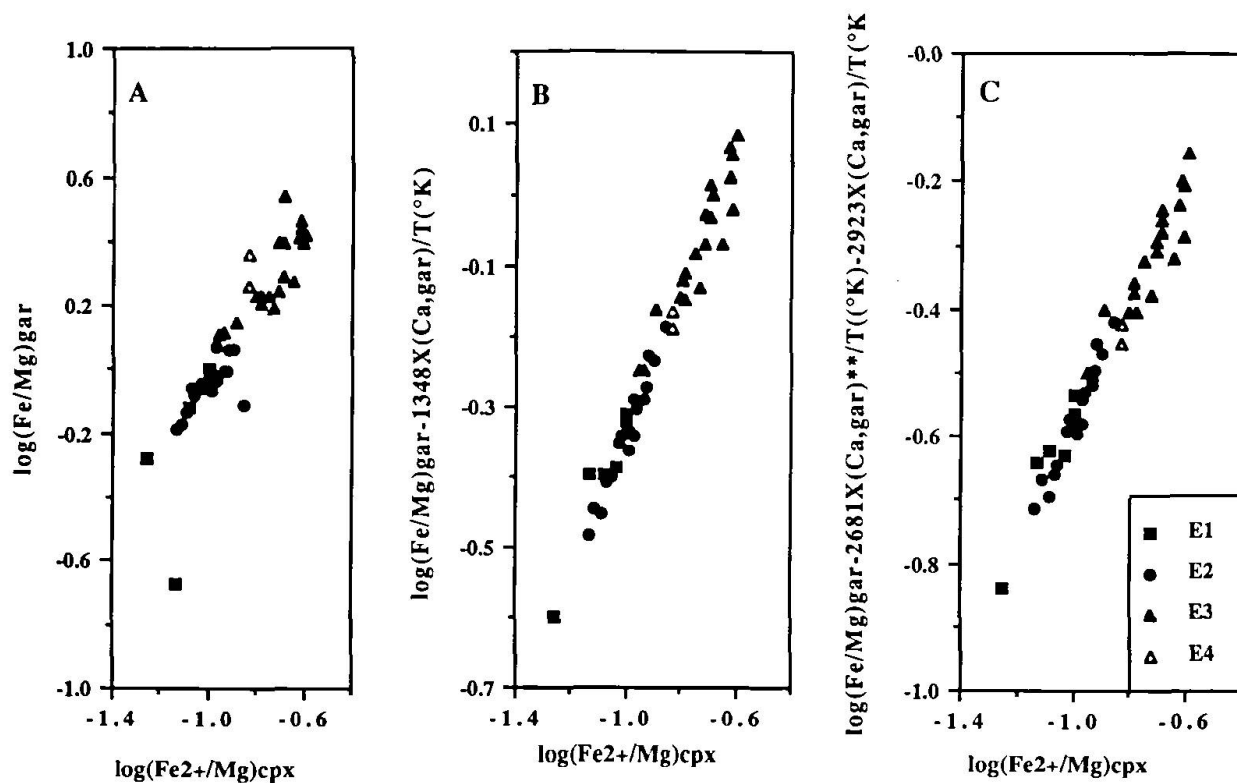 A
1.0
0.6
0.2
-0.2
-0.6
-1.0
log(Fe/Mg)gar
-1.4 -1.0 -0.6
log(Fe2+/Mg)cpx
B
0.1
-0.1
-0.3
-0.5
-0.7
log(Fe/Mg)gar-1348X(Ca,gar)/T(°K)
-1.4 -1.0 -0.6
log(Fe2+/Mg)cpx
C
-0.0
-0.2
-0.4
-0.6
-0.8
-1.0
log(Fe/Mg)gar-2681X(Ca,gar)**/T((°K)-2923X(Ca,gar)/T(°K
-1.4 -1.0 -0.6
log(Fe2+/Mg)cpx
E1
E2
E3
E4